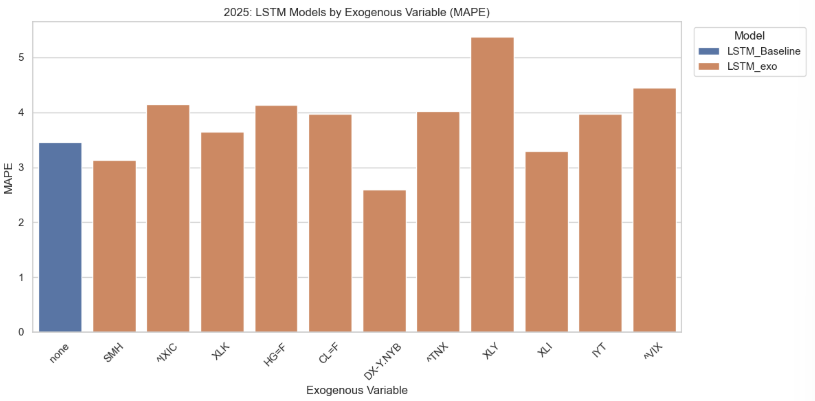 2025: LSTM Models by Exogenous Variable (MAPE)
Model
LSTM_Baseline
LSTM_exo
MAPE
5
4
3
2
1
0
none
SMH
^IXIC
XLK
HG=F
CL=F
DX-Y.NYB
^TNX
XLY
XLI
IYT
^VIX
Exogenous Variable